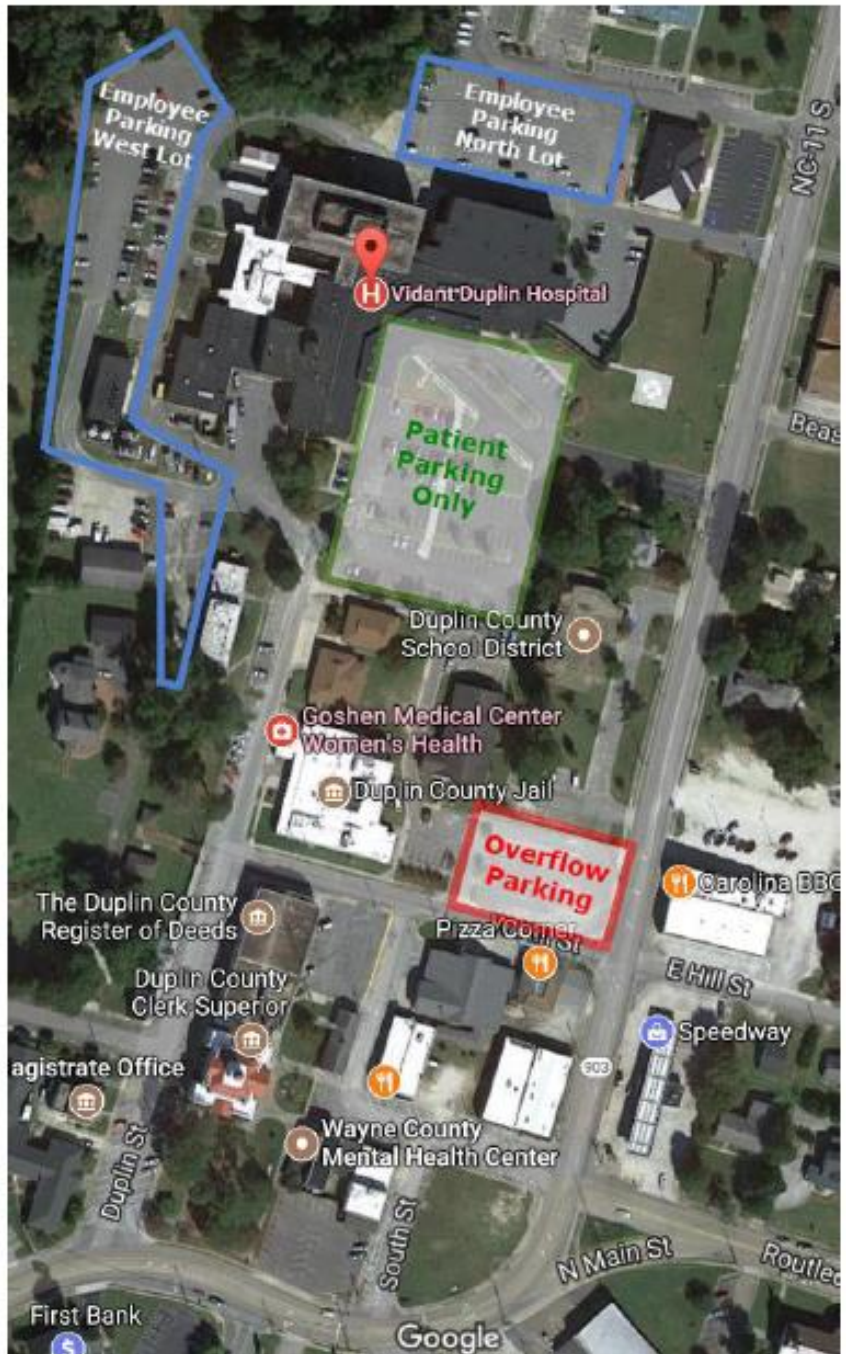 Employee
Parking
West Lot
Employee
Parking
North Lot
NC-11 S
H
Vidant Duplin Hospital
Patient
Parking
Only
Beas
Duplin County
School District
Goshen Medical Center
Women's Health
Duplin County Jail
Overflow
Parking
Carolina BBQ
The Duplin County
Register of Deeds
Pizza Corner
St
E Hill St
Duplin County
Clerk Superior
Speedway
agistrate Office
903
Wayne County
Mental Health Center
Duplin St
South St
N Main St
Routled
First Bank
$
Google